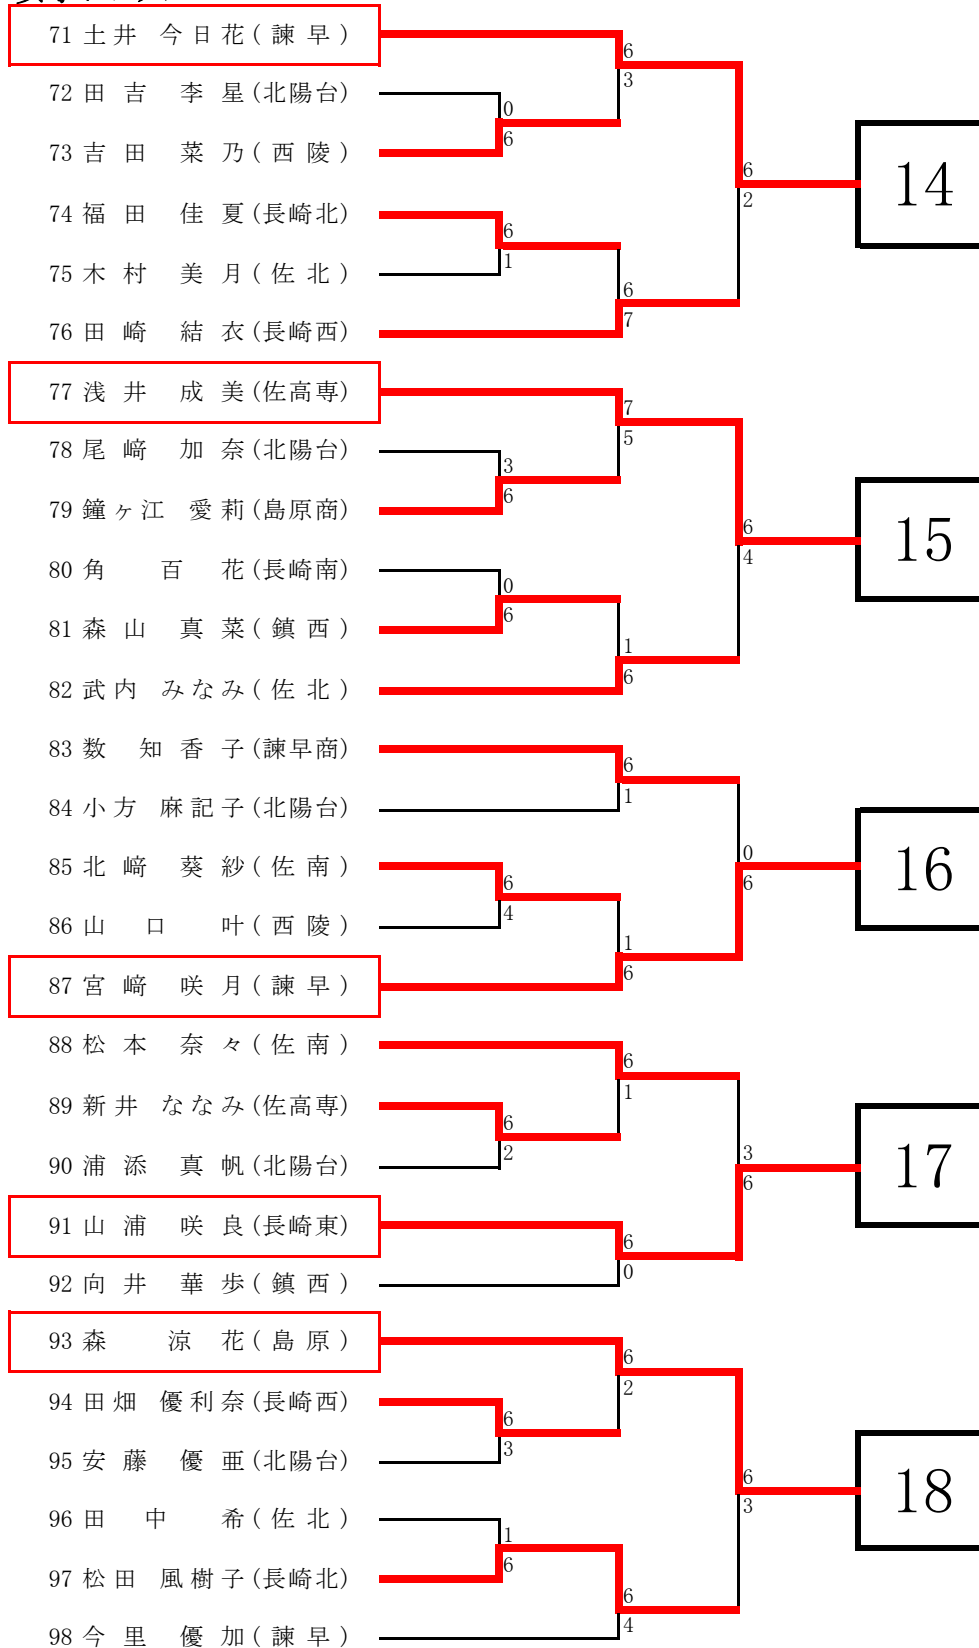 71 土井 今日花(諫早)
6
3
72 田吉 李星(北陽台)
0
6
73 吉田 菜乃(西陵)
6
2
14
74 福田 佳夏(長崎北)
6
1
75 木村 美月(佐北)
6
7
76 田崎 結衣(長崎西)
77 浅井 成美(佐高専)
7
5
78 尾﨑 加奈(北陽台)
3
6
79 鐘ヶ江 愛莉(島原商)
6
4
15
80 角 百花(長崎南)
0
6
81 森山 真菜(鎮西)
1
6
82 武内 みなみ(佐北)
83 数 知香子(諫早商)
6
1
84 小方 麻記子(北陽台)
0
6
16
85 北﨑 葵紗(佐南)
6
4
86 山口 叶(西陵)
1
6
87 宮﨑 咲月(諫早)
88 松本 奈々(佐南)
6
1
89 新井 ななみ(佐高専)
6
2
90 浦添 真帆(北陽台)
3
6
17
91 山浦 咲良(長崎東)
6
0
92 向井 華歩(鎮西)
93 森 涼花(島原)
6
2
94 田畑 優利奈(長崎西)
6
3
95 安藤 優亜(北陽台)
6
3
18
96 田中 希(佐北)
1
6
97 松田 風樹子(長崎北)
6
4
98 今里 優加(諫早)